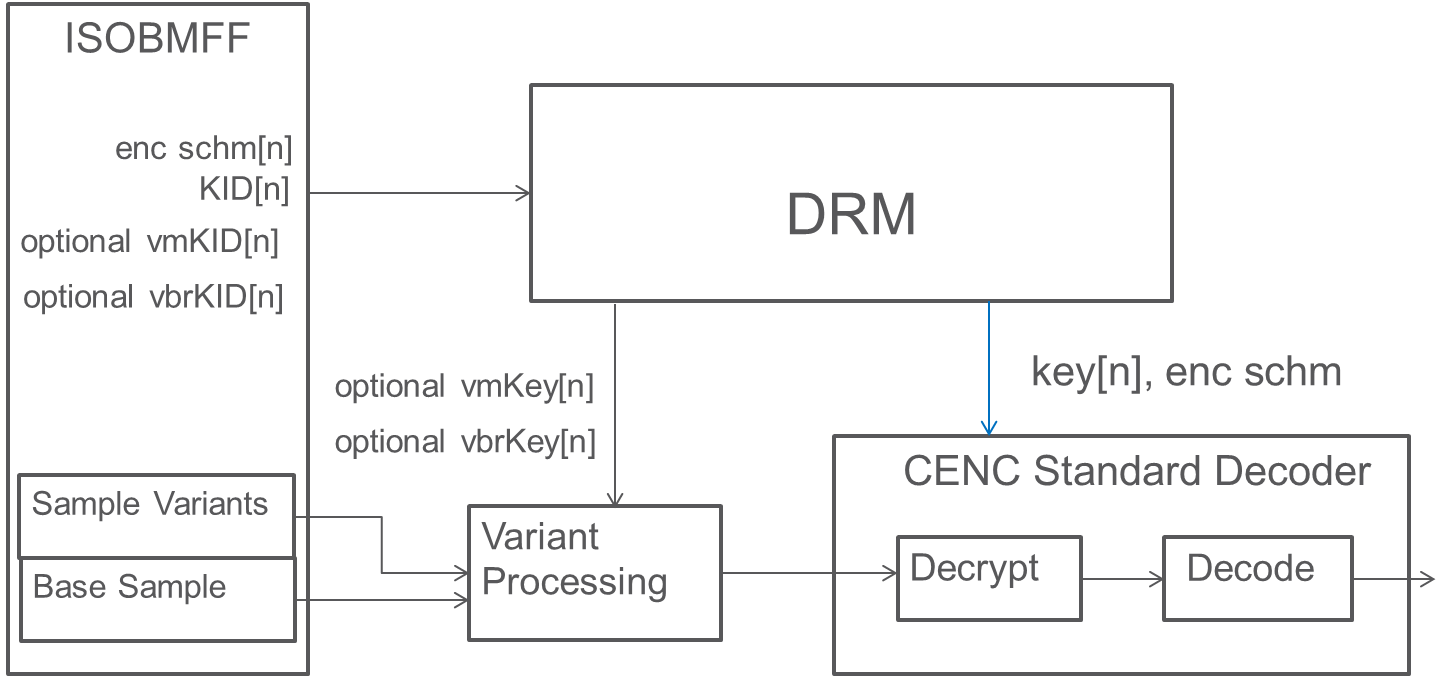 ISOBMFF
enc schm[n]
KID[n]
optional vmKID[n]
optional vbrKID[n]
DRM
optional vmKey[n]
optional vbrKey[n]
key[n], enc schm
Sample Variants
Base Sample
Variant
Processing
CENC Standard Decoder
Decrypt
Decode